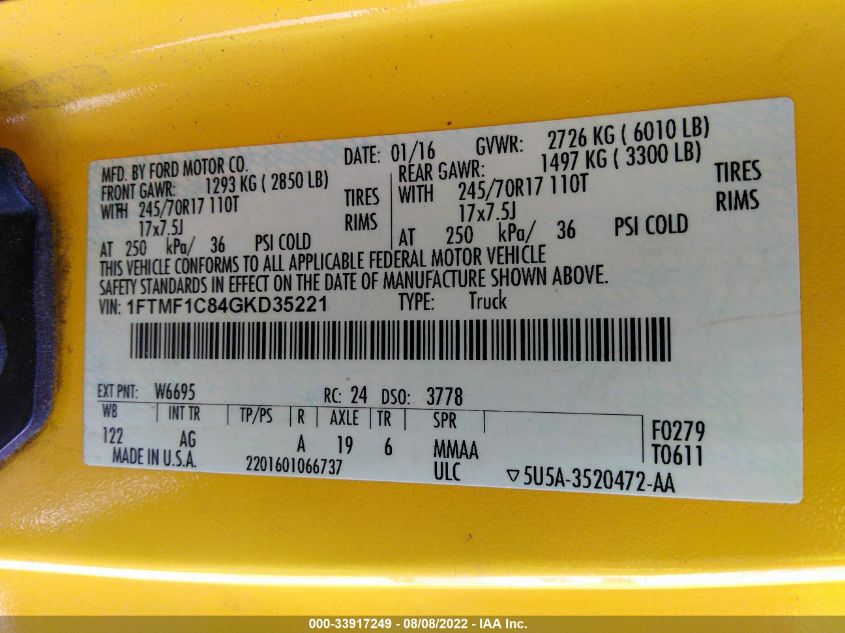 MFD. BY FORD MOTOR CO. DATE: 01/16 GVWR: 2726 KG ( 6010 LB)
FRONT GAWR: 1293 KG ( 2850 LB) REAR GAWR: 1497 KG ( 3300 LB)
WITH 245/70R17 110T TIRES WITH 245/70R17 110T TIRES
17x7.5J RIMS 17x7.5J RIMS
AT 250 kPa/ 36 PSI COLD AT 250 kPa/ 36 PSI COLD
THIS VEHICLE CONFORMS TO ALL APPLICABLE FEDERAL MOTOR VEHICLE
SAFETY STANDARDS IN EFFECT ON THE DATE OF MANUFACTURE SHOWN ABOVE.
VIN: 1FTMF1C84GKD35221 TYPE: Truck
EXT PNT: W6695 RC: 24 DSO: 3778
WB INT TR TP/PS R AXLE TR SPR F0279
122 AG A 19 6 MMAA T0611
MADE IN U.S.A. 2201601066737 ULC ▽5U5A-3520472-AA
000-33917249 - 08/08/2022 - IAA Inc.